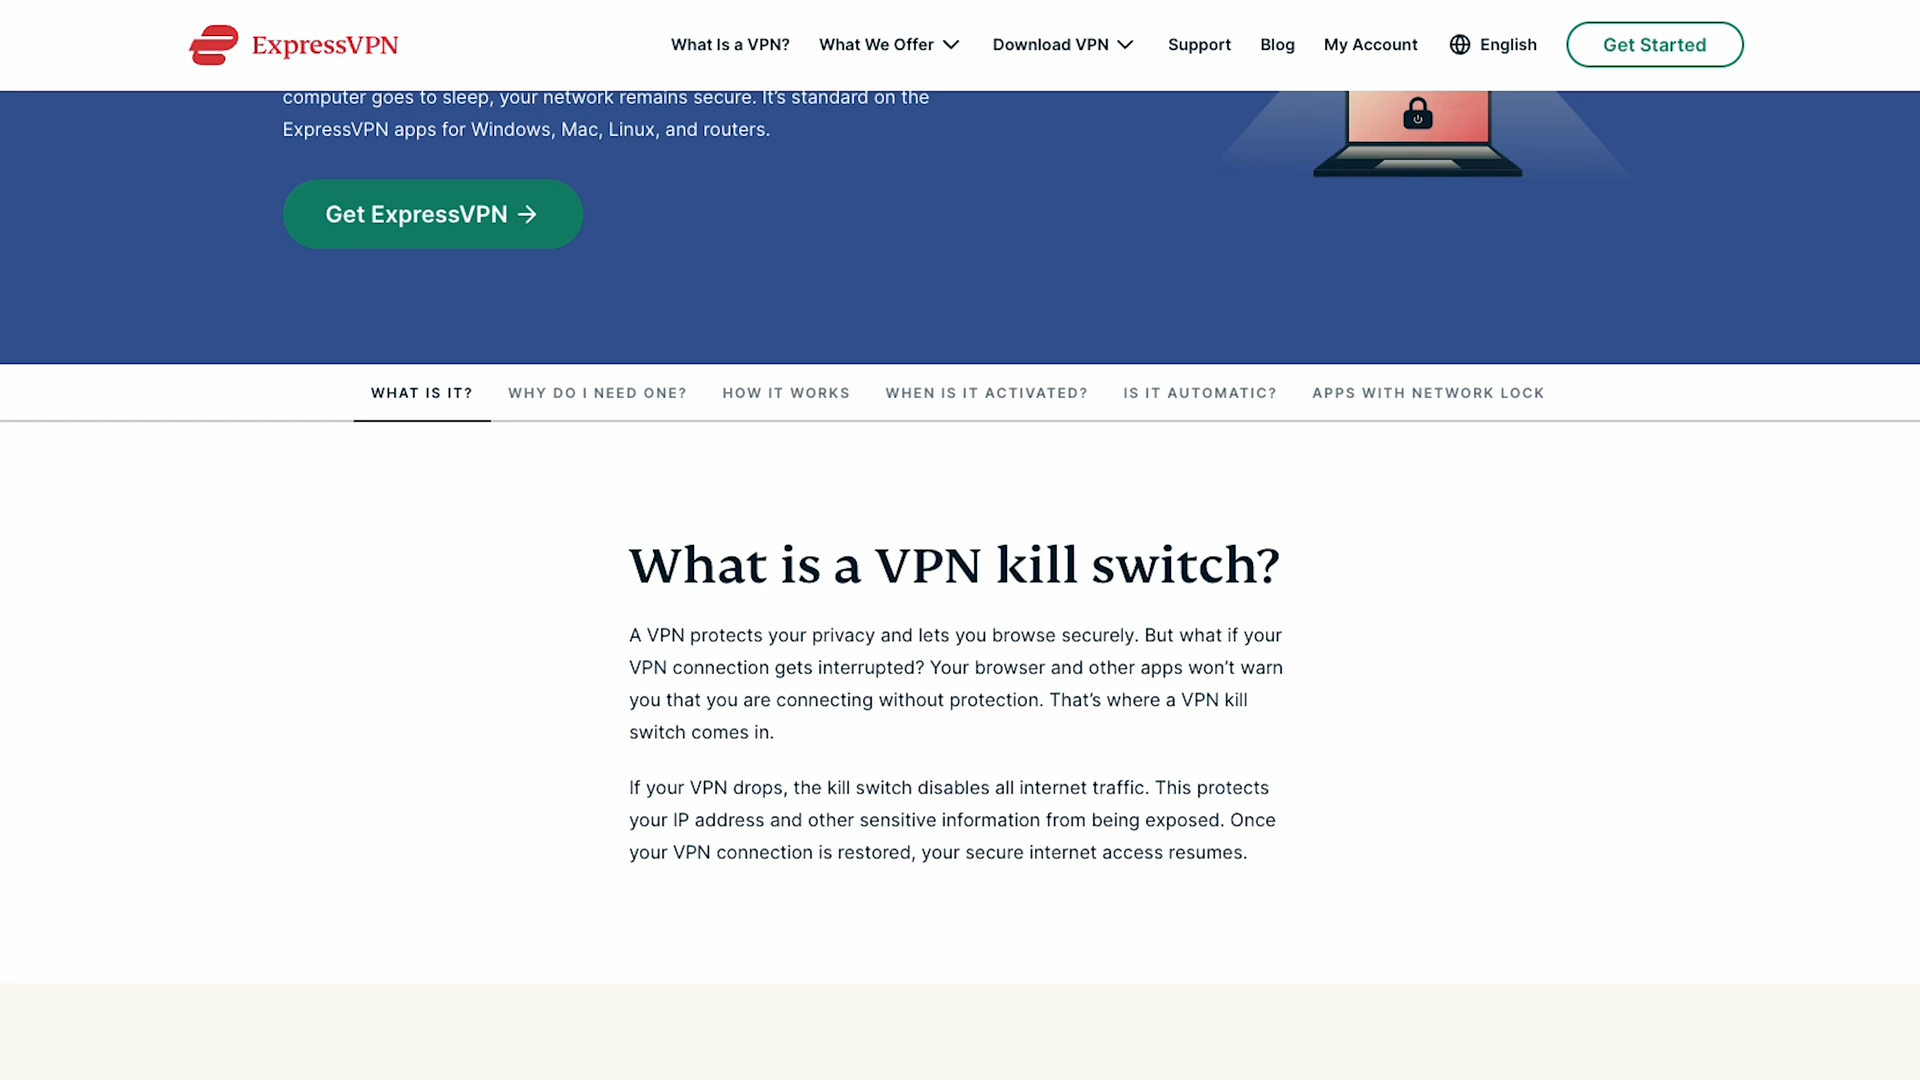 ExpressVPN
What Is a VPN?
What We Offer
Download VPN
Support
Blog
My Account
English
Get Started
computer goes to sleep, your network remains secure. It’s standard on the
ExpressVPN apps for Windows, Mac, Linux, and routers.
Get ExpressVPN
WHAT IS IT?
WHY DO I NEED ONE?
HOW IT WORKS
WHEN IS IT ACTIVATED?
IS IT AUTOMATIC?
APPS WITH NETWORK LOCK
What is a VPN kill switch?
A VPN protects your privacy and lets you browse securely. But what if your
VPN connection gets interrupted? Your browser and other apps won’t warn
you that you are connecting without protection. That’s where a VPN kill
switch comes in.
If your VPN drops, the kill switch disables all internet traffic. This protects
your IP address and other sensitive information from being exposed. Once
your VPN connection is restored, your secure internet access resumes.